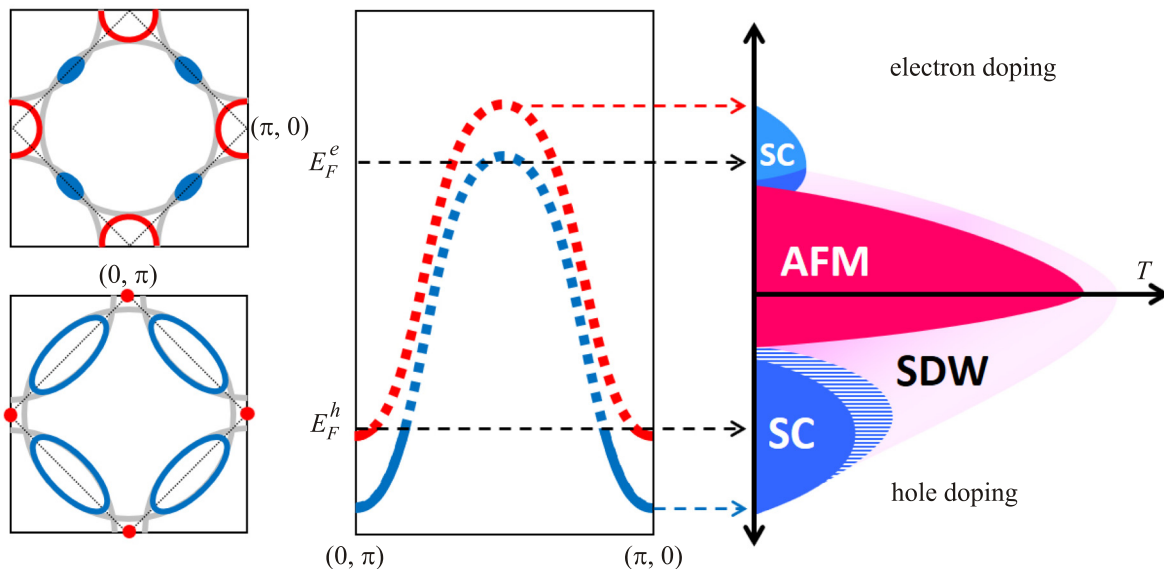 (π, 0)
(0, π)
E_F^e
E_F^h
(0, π)
(π, 0)
electron doping
SC
AFM
T
SDW
SC
hole doping